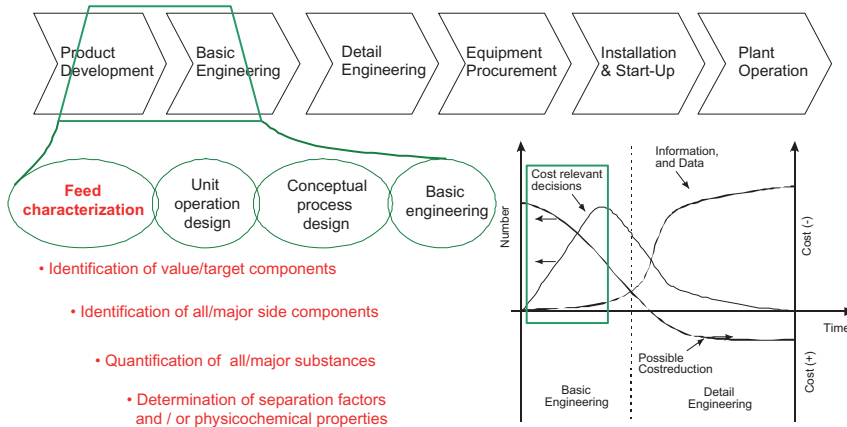 Product
Development
Basic
Engineering
Detail
Engineering
Equipment
Procurement
Installation
& Start-Up
Plant
Operation
Feed
characterization
Unit
operation
design
Conceptual
process
design
Basic
engineering
• Identification of value/target components
• Identification of all/major side components
• Quantification of all/major substances
• Determination of separation factors
and / or physicochemical properties
Information,
and Data
Cost relevant
decisions
Number
Cost (-)
Time
Possible
Costreduction
Cost (+)
Basic
Engineering
Detail
Engineering